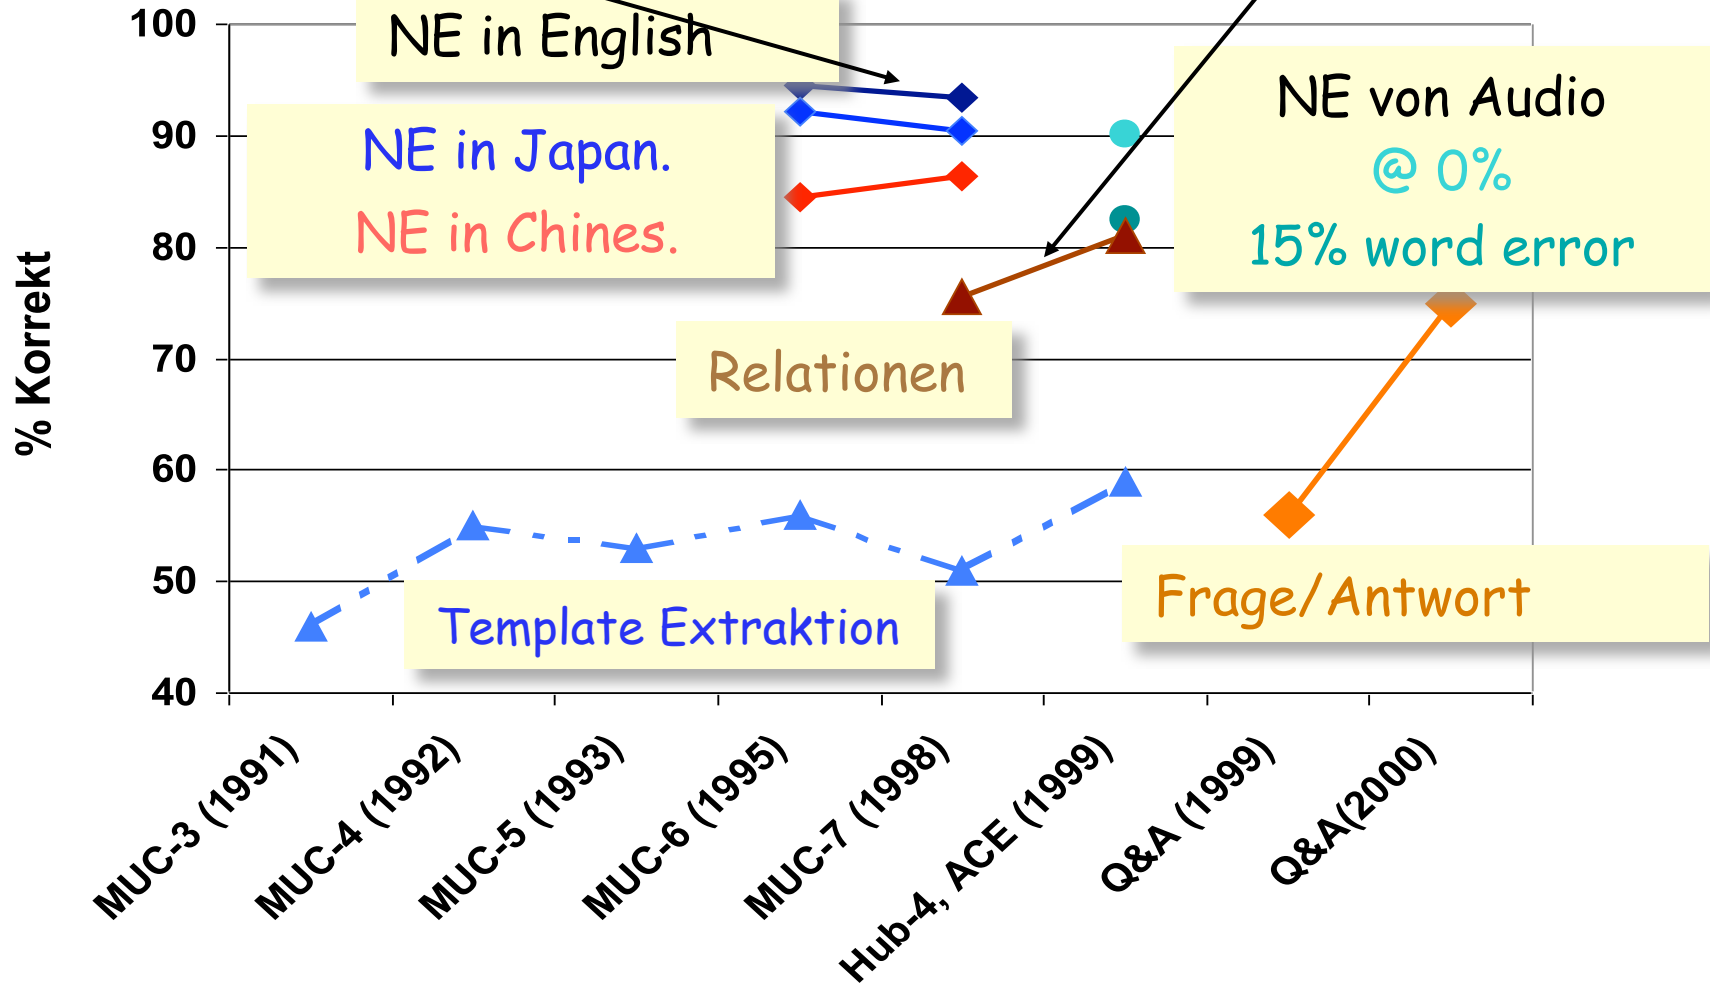 100
90
80
70
60
50
40
% Korrekt
NE in English
NE in Japan.
NE in Chines.
NE von Audio
@ 0%
15% word error
Relationen
Template Extraktion
Frage/Antwort
MUC-3 (1991)
MUC-4 (1992)
MUC-5 (1993)
MUC-6 (1995)
MUC-7 (1998)
Hub-4, ACE (1999)
Q&A (1999)
Q&A(2000)